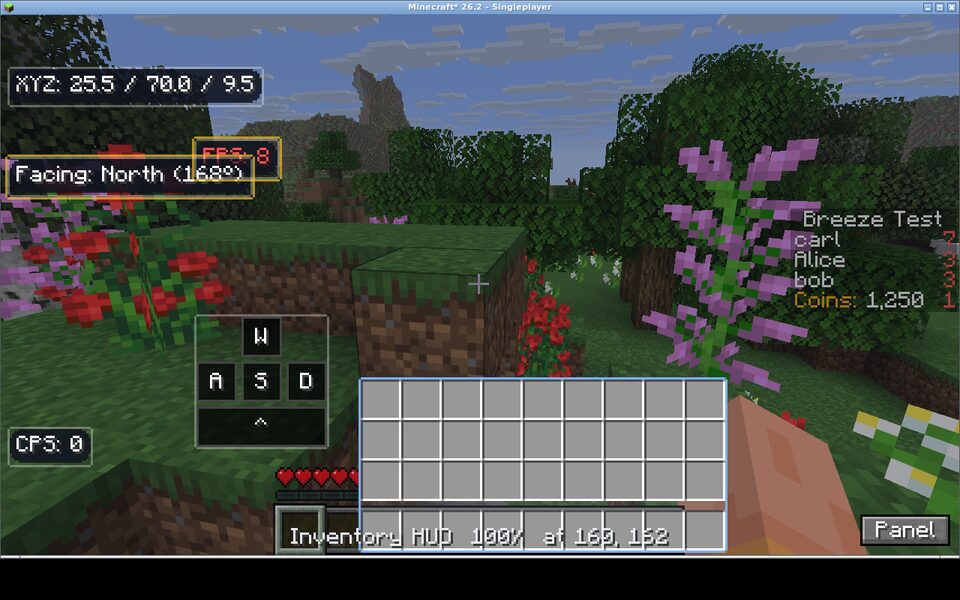 Minecraft* 26.2 - Singleplayer
XYZ: 25.5 / 70.0 / 9.5
FPS: 8
Facing: North (168º)
Breeze Test
carl 7
Alice 3
bob 3
Coins: 1,250 1
W
A S D
^
CPS: 0
Inventory HUD 100% at 160, 162
Panel